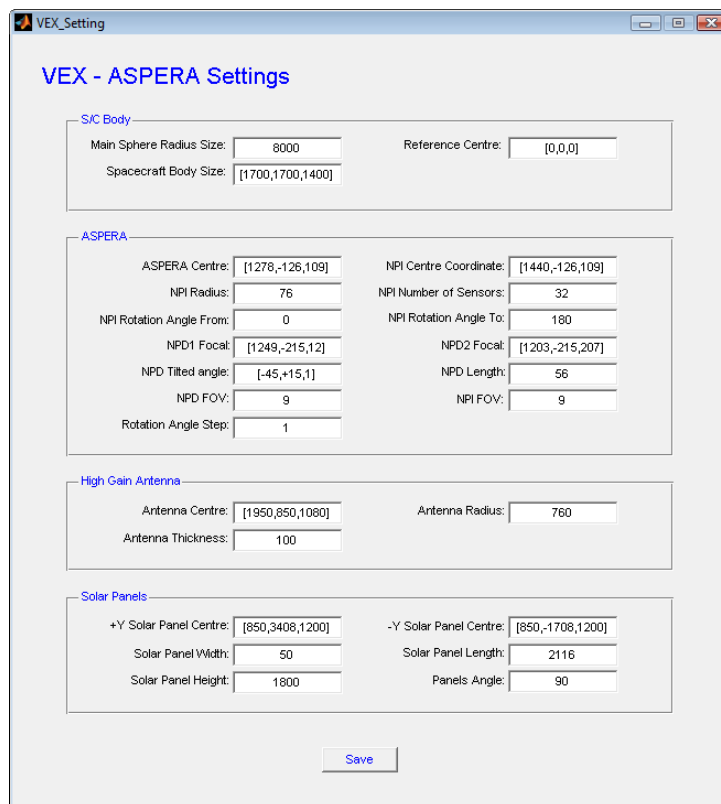 VEX_Setting
VEX - ASPERA Settings
S/C Body
Main Sphere Radius Size: 8000 Reference Centre: [0,0,0]
Spacecraft Body Size: [1700,1700,1400]
ASPERA
ASPERA Centre: [1278,-126,109] NPI Centre Coordinate: [1440,-126,109]
NPI Radius: 76 NPI Number of Sensors: 32
NPI Rotation Angle From: 0 NPI Rotation Angle To: 180
NPD1 Focal: [1249,-215,12] NPD2 Focal: [1203,-215,207]
NPD Tilted angle: [-45,+15,1] NPD Length: 56
NPD FOV: 9 NPI FOV: 9
Rotation Angle Step: 1
High Gain Antenna
Antenna Centre: [1950,850,1080] Antenna Radius: 760
Antenna Thickness: 100
Solar Panels
+Y Solar Panel Centre: [850,3408,1200] -Y Solar Panel Centre: [850,-1708,1200]
Solar Panel Width: 50 Solar Panel Length: 2116
Solar Panel Height: 1800 Panels Angle: 90
Save